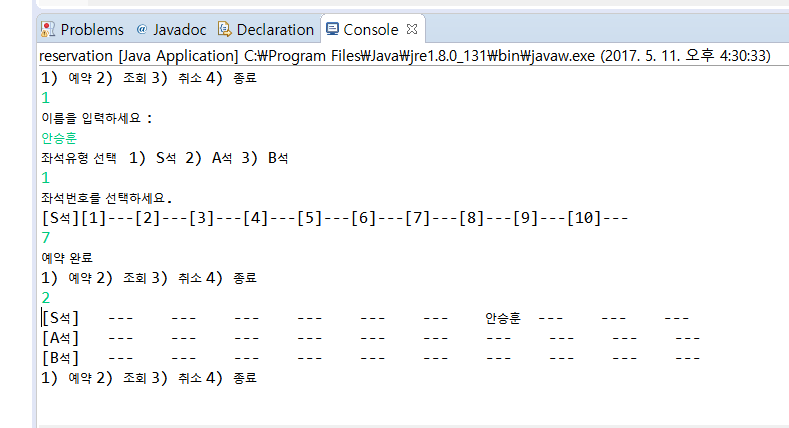 Problems @ Javadoc Declaration Console
reservation [Java Application] C:₩Program Files₩Java₩jre1.8.0_131₩bin₩javaw.exe (2017. 5. 11. 오후 4:30:33)
1) 예약 2) 조회 3) 취소 4) 종료
1
이름을 입력하세요 :
안승훈
좌석유형 선택 1) S석 2) A석 3) B석
1
좌석번호를 선택하세요.
[S석][1]---[2]---[3]---[4]---[5]---[6]---[7]---[8]---[9]---[10]---
7
예약 완료
1) 예약 2) 조회 3) 취소 4) 종료
2
[S석] --- --- --- --- --- --- 안승훈 --- --- ---
[A석] --- --- --- --- --- --- --- --- --- ---
[B석] --- --- --- --- --- --- --- --- --- ---
1) 예약 2) 조회 3) 취소 4) 종료